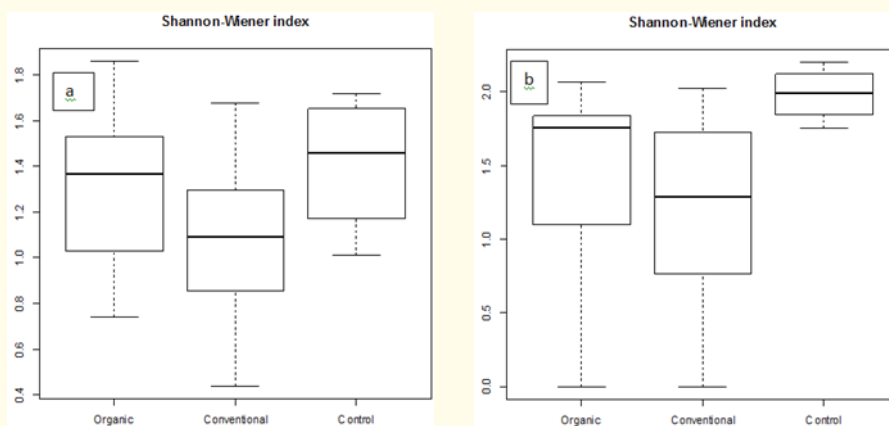 Shannon-Wiener index
a
1.8
1.6
1.4
1.2
1.0
0.8
0.6
0.4
Organic Conventional Control
Shannon-Wiener index
b
2.0
1.5
1.0
0.5
0.0
Organic Conventional Control